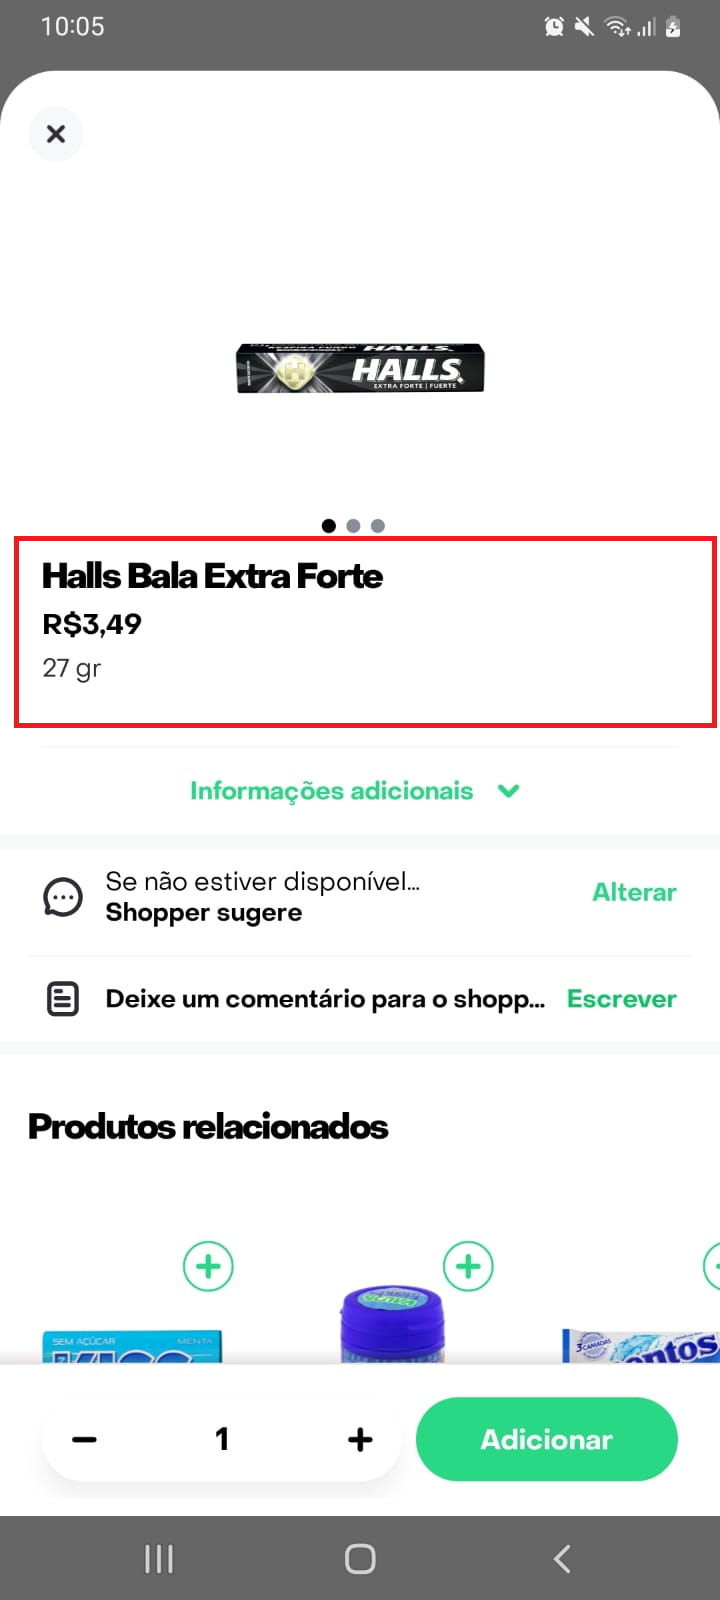 10:05
HALLS
EXTRA FORTE | FUERTE
Halls Bala Extra Forte
R$3,49
27 gr
Informações adicionais
Se não estiver disponível...
Shopper sugere
Alterar
Deixe um comentário para o shopp...
Escrever
Produtos relacionados
SEM AÇÚCAR
MENTA
3 CAMADAS
1
Adicionar